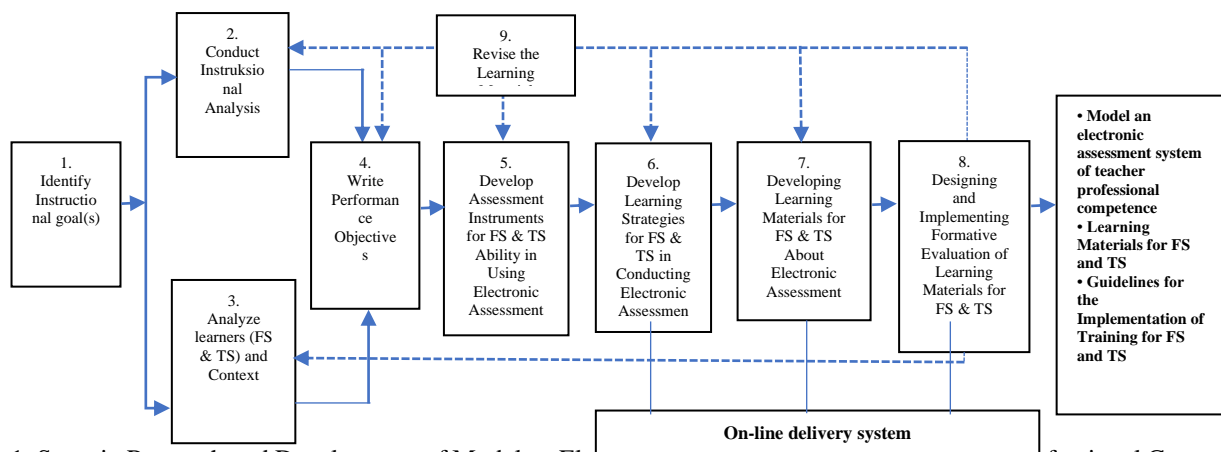 1.
Identify
Instructio
nal goal(s)
2.
Conduct
Instruksio
nal
Analysis
3.
Analyze
learners (FS
& TS) and
Context
4.
Write
Performan
ce
Objective
s
5.
Develop
Assessment
Instruments
for FS & TS
Ability in
Using
Electronic
Assessment
6.
Develop
Learning
Strategies
for FS &
TS in
Conducting
Electronic
Assessmen
7.
Developing
Learning
Materials for
FS & TS
About
Electronic
Assessment
8.
Designing
and
Implementing
Formative
Evaluation of
Learning
Materials for
FS & TS
9.
Revise the
Learning
• Model an
electronic
assessment system
of teacher
professional
competence
• Learning
Materials for FS
and TS
• Guidelines for
the
Implementation of
Training for FS
and TS
On-line delivery system